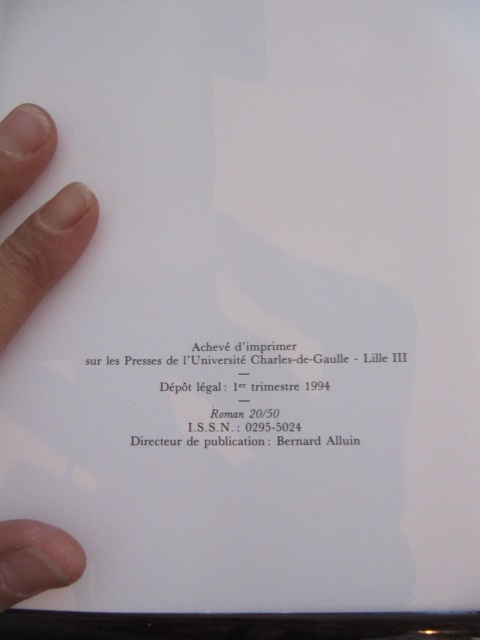 Achevé d'imprimer
sur les Presses de l'Université Charles-de-Gaulle - Lille III
Dépôt légal : 1er trimestre 1994
Roman 20/50
I.S.S.N. : 0295-5024
Directeur de publication : Bernard Alluin